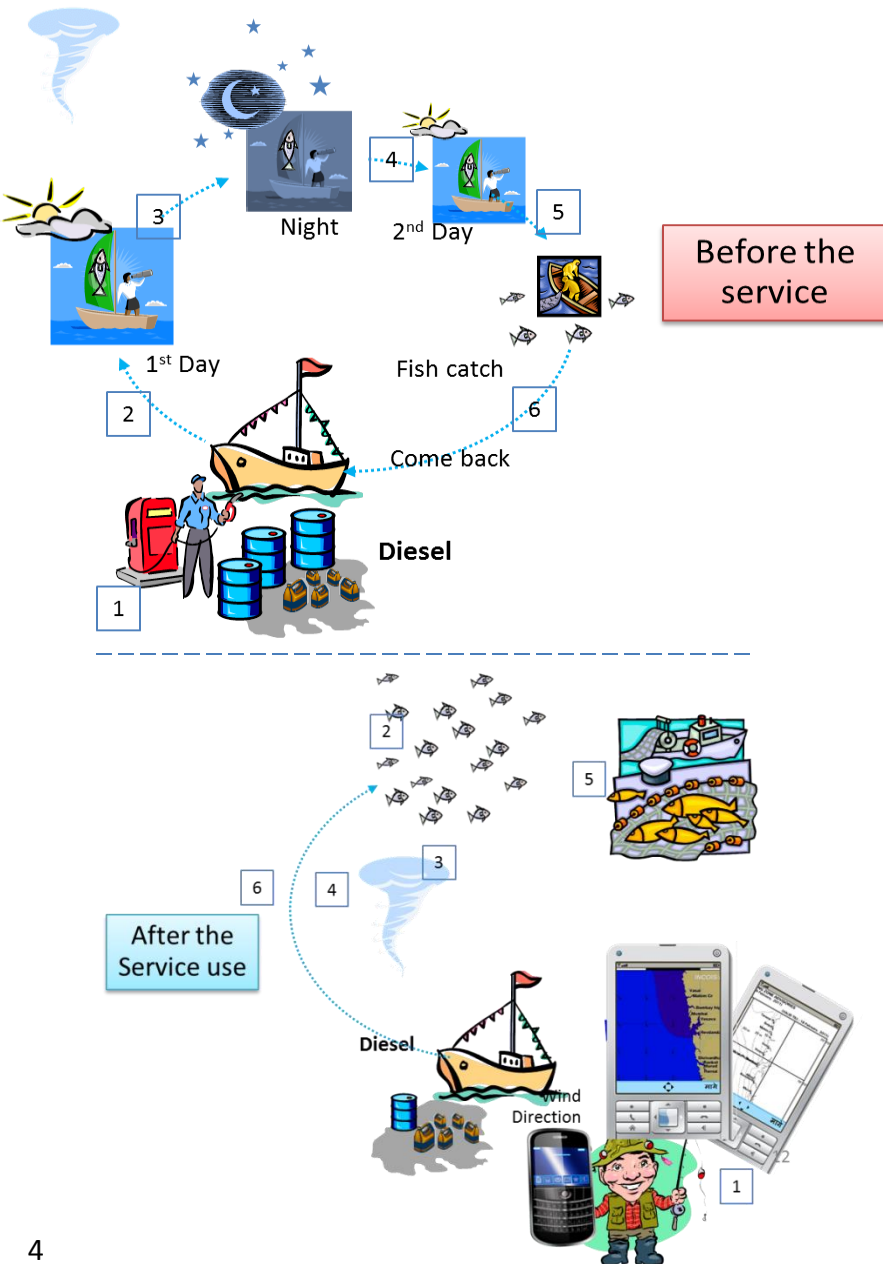 3
4
Night
2nd Day
5
Before the
service
1st Day
2
Fish catch
6
Come back
Diesel
1
2
5
3
6
4
After the
Service use
Diesel
Wind
Direction
मागे
मागे
12
1
4